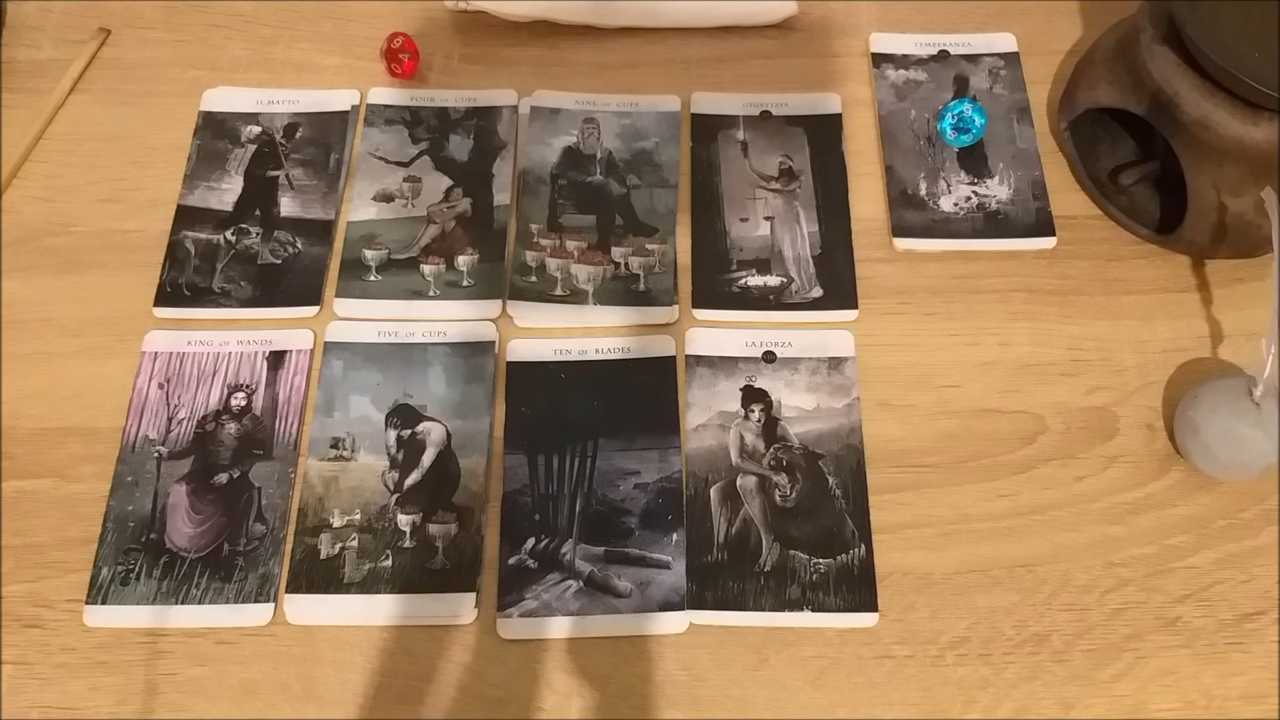 IL MATTO
FOUR OF CUPS
NINE OF CUPS
GIUSTIZIA
TEMPERANZA
KING OF WANDS
FIVE OF CUPS
TEN OF BLADES
LA FORZA
VIII